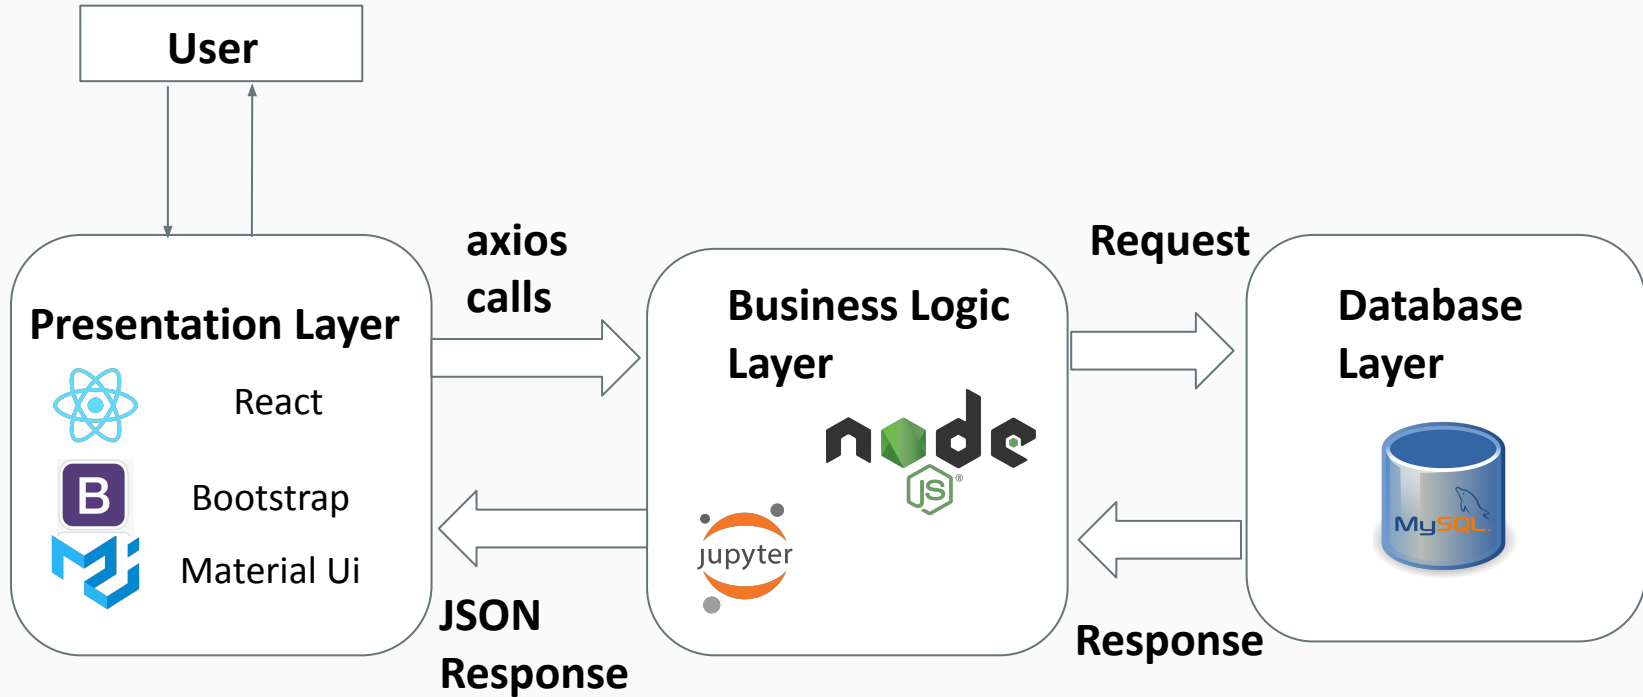 User
axios
calls
Request
Presentation Layer
React
Bootstrap
Material Ui
Business Logic
Layer
node
JS
jupyter
Database
Layer
MySQL
B
JSON
Response
Response